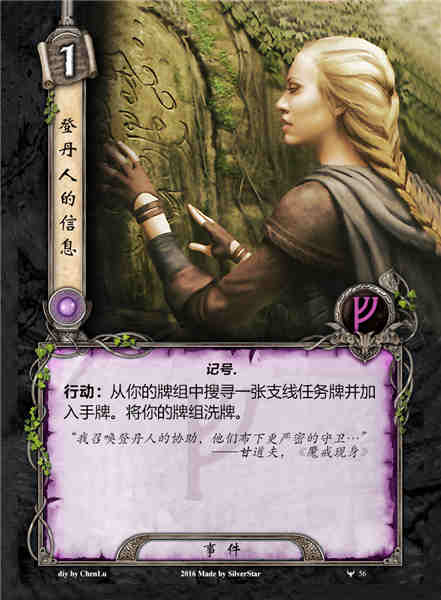 1
登丹人的信息
记号.
行动：从你的牌组中搜寻一张支线任务牌并加
入手牌。将你的牌组洗牌。
“我召唤登丹人的协助，他们布下更严密的守卫…”
——甘道夫，《魔戒现身》
事件
diy by ChenLu 2016 Made by SilverStar 56